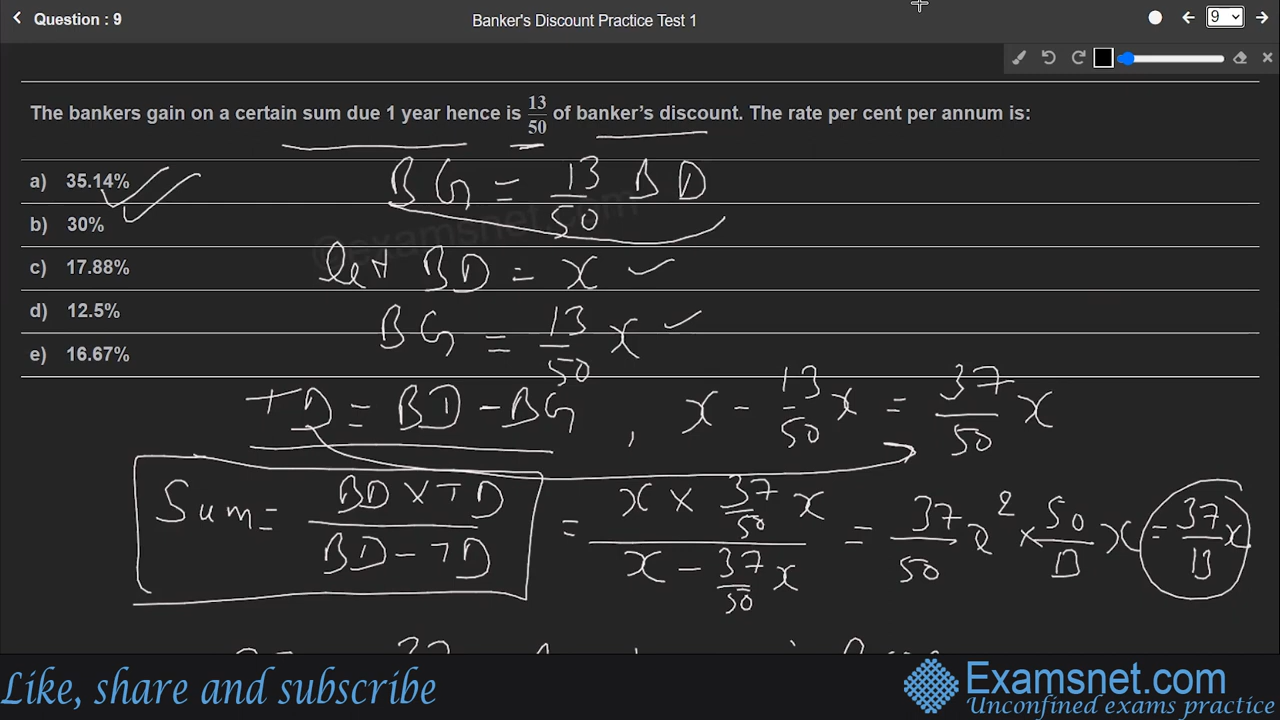 Question : 9
Banker's Discount Practice Test 1
9
The bankers gain on a certain sum due 1 year hence is 13/50 of banker's discount. The rate per cent per annum is:
a) 35.14%
b) 30%
c) 17.88%
d) 12.5%
e) 16.67%
@examsnet.com
BG = 13/50 BD
let BD = x
BG = 13/50 x
TD = BD - BG , x - 13/50 x = 37/50 x
Sum = BD x TD / BD - TD = x x 37/50 x / x - 37/50 x = 37/50 x² x 50/13 x = 37/13 x
Like, share and subscribe
Examsnet.com
Unconfined exams practice